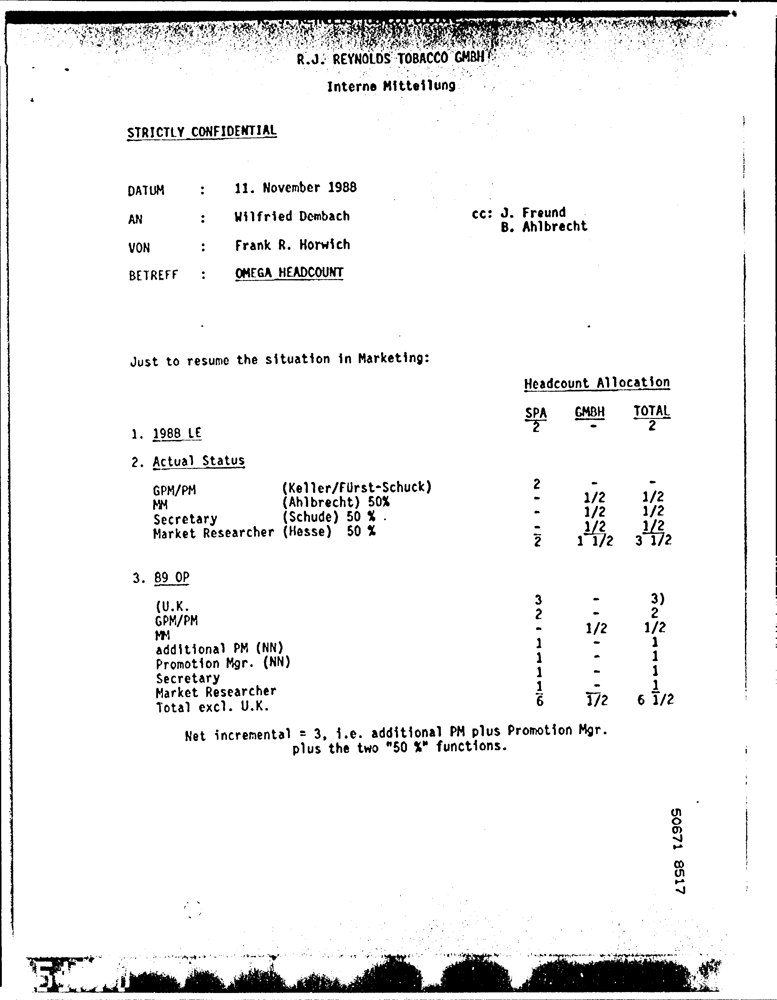 R.J. REYNOLDS TOBACCO GMBH
Interne Mitteilung
STRICTLY CONFIDENTIAL
DATUM : 11. November 1988
AN : Wilfried Dembach cc: J. Freund
B. Ahlbrecht
VON : Frank R. Horwich
BETREFF : OMEGA HEADCOUNT
Just to resume the situation in Marketing:
Headcount Allocation
SPA GMBH TOTAL
1. 1988 LE 2 - 2
2. Actual Status
GPM/PM (Keller/Fürst-Schuck) 2 - -
MM (Ahlbrecht) 50% - 1/2 1/2
Secretary (Schude) 50 % . - 1/2 1/2
Market Researcher (Hesse) 50 % - 1/2 1/2
2 1 1/2 3 1/2
3. 89 OP
(U.K. 3 - 3)
GPM/PM 2 - 2
MM - 1/2 1/2
additional PM (NN) 1 - 1
Promotion Mgr. (NN) 1 - 1
Secretary 1 - 1
Market Researcher 1 - 1
Total excl. U.K. 6 1/2 6 1/2
Net incremental = 3, i.e. additional PM plus Promotion Mgr.
plus the two "50 %" functions.
50671 8517